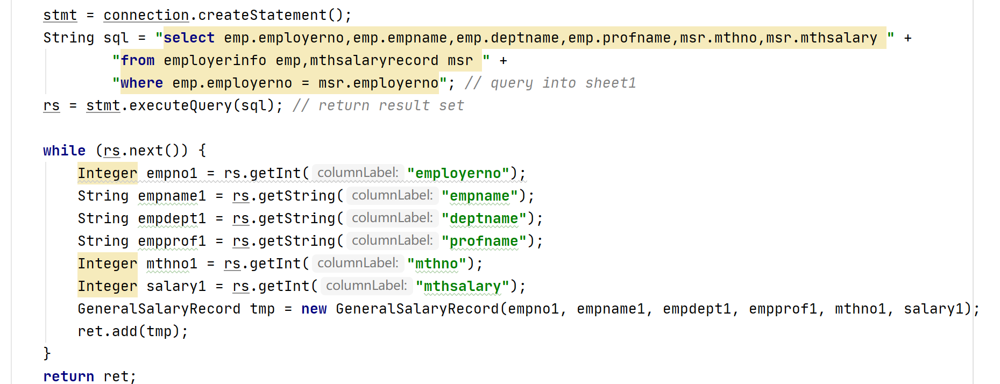 stmt = connection.createStatement();
String sql = "select emp.employerno,emp.empname,emp.deptname,emp.profname,msr.mthno,msr.mthsalary " +
"from employerinfo emp,mthsalaryrecord msr " +
"where emp.employerno = msr.employerno"; // query into sheet1
rs = stmt.executeQuery(sql); // return result set
while (rs.next()) {
Integer empno1 = rs.getInt( columnLabel: "employerno");
String empname1 = rs.getString( columnLabel: "empname");
String empdept1 = rs.getString( columnLabel: "deptname");
String empprof1 = rs.getString( columnLabel: "profname");
Integer mthno1 = rs.getInt( columnLabel: "mthno");
Integer salary1 = rs.getInt( columnLabel: "mthsalary");
GeneralSalaryRecord tmp = new GeneralSalaryRecord(empno1, empname1, empdept1, empprof1, mthno1, salary1);
ret.add(tmp);
}
return ret;